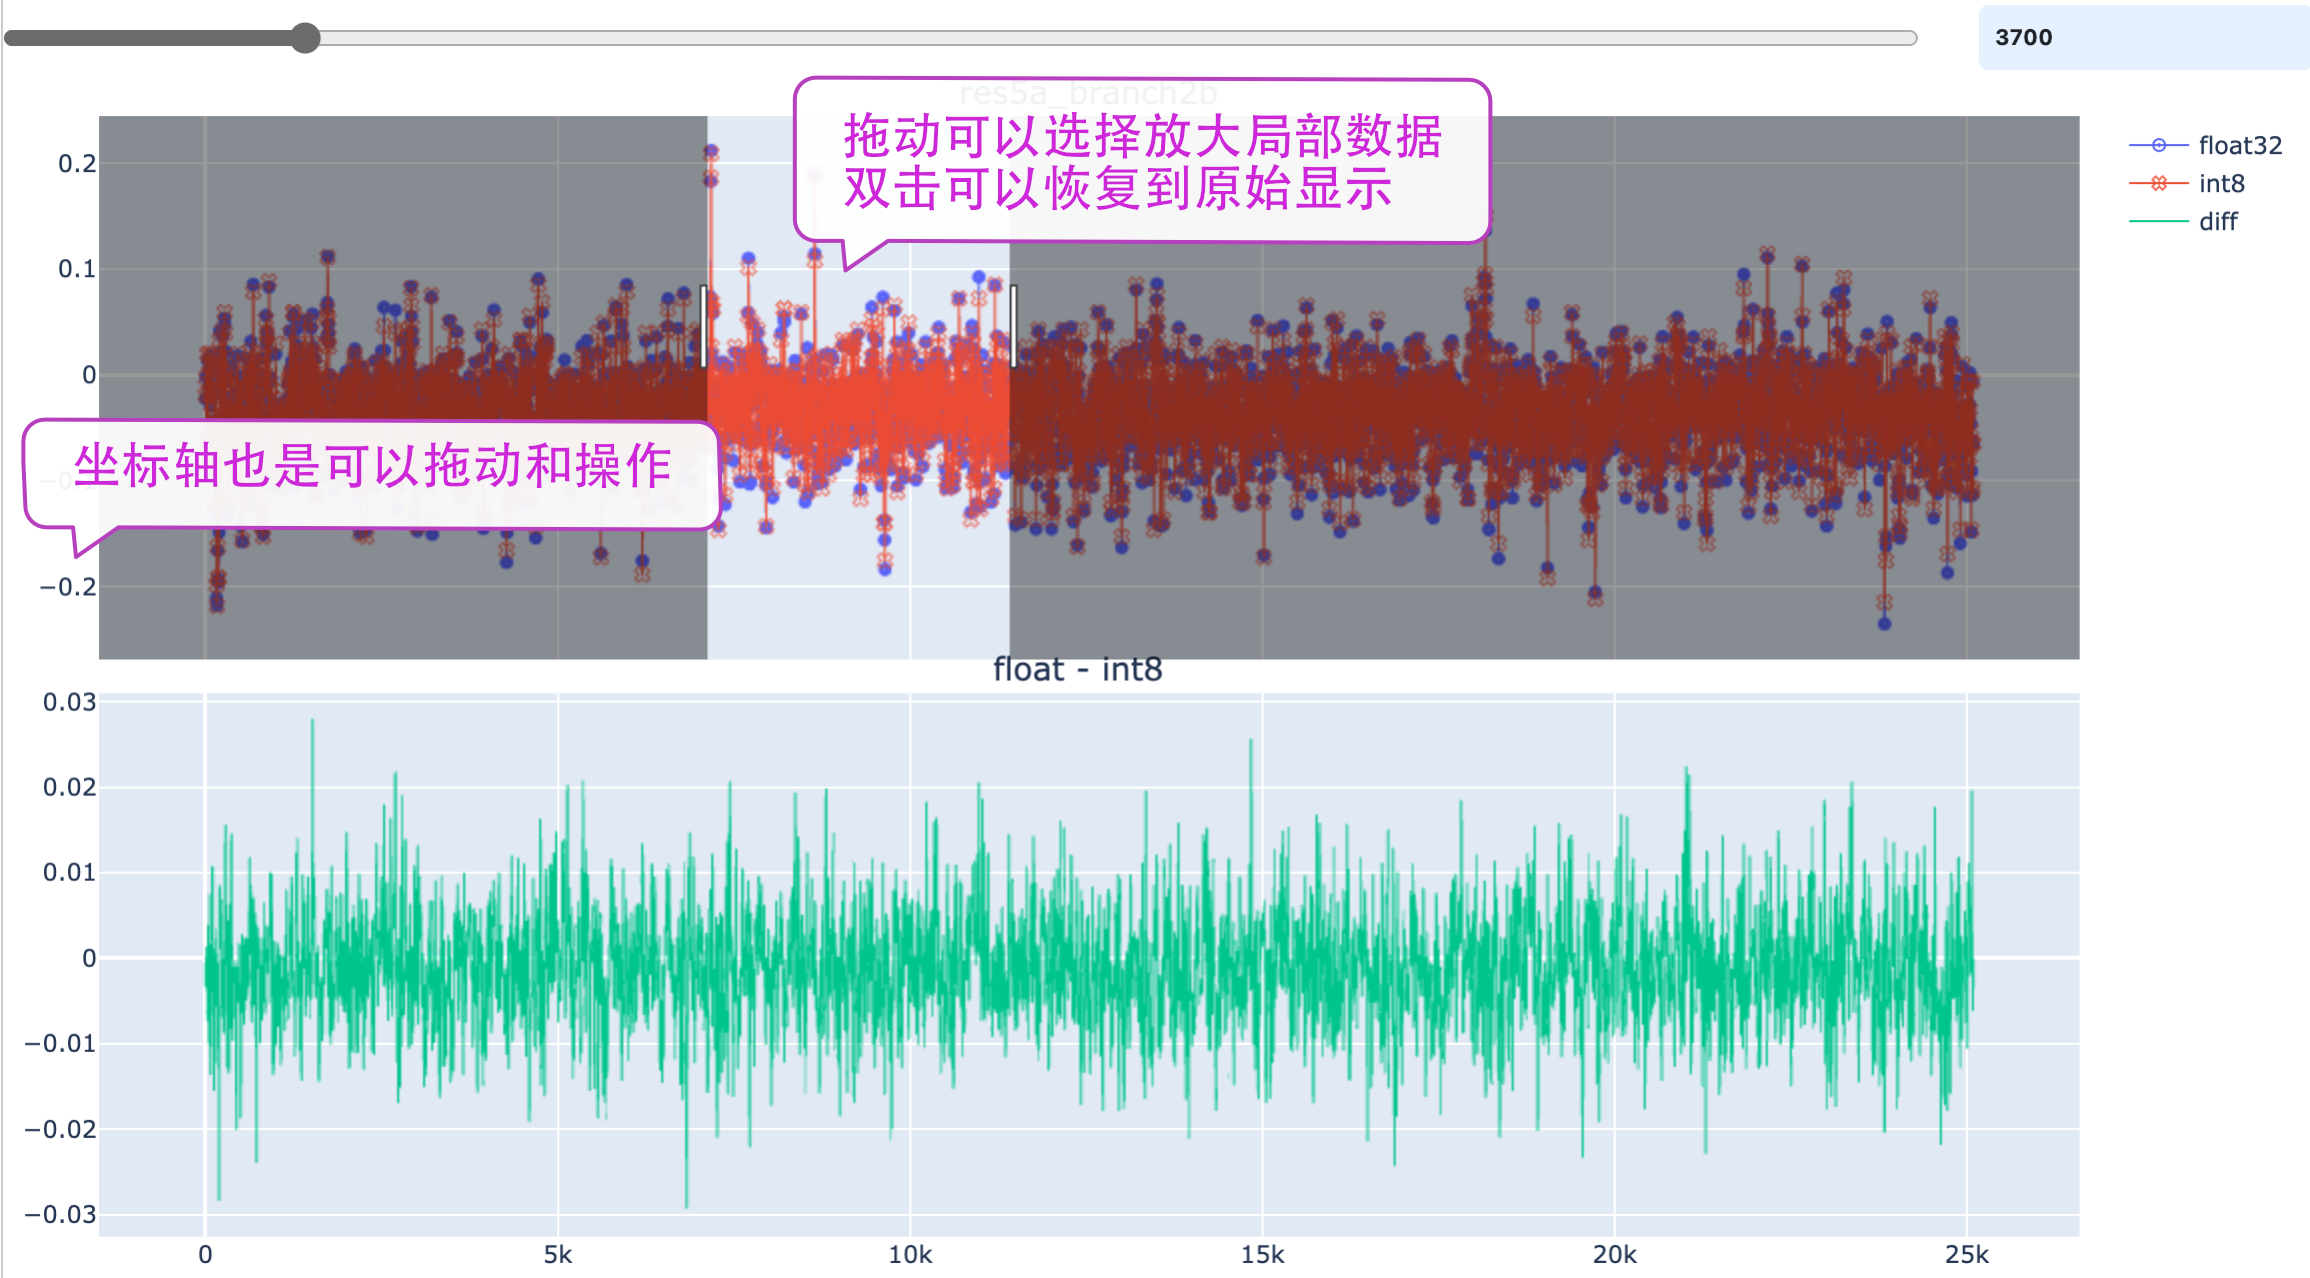 3700
res5a_branch2b
拖动可以选择放大局部数据
双击可以恢复到原始显示
float32
int8
diff
0.2
0.1
0
坐标轴也是可以拖动和操作
−0.2
float - int8
0.03
0.02
0.01
0
−0.01
−0.02
−0.03
0 5k 10k 15k 20k 25k